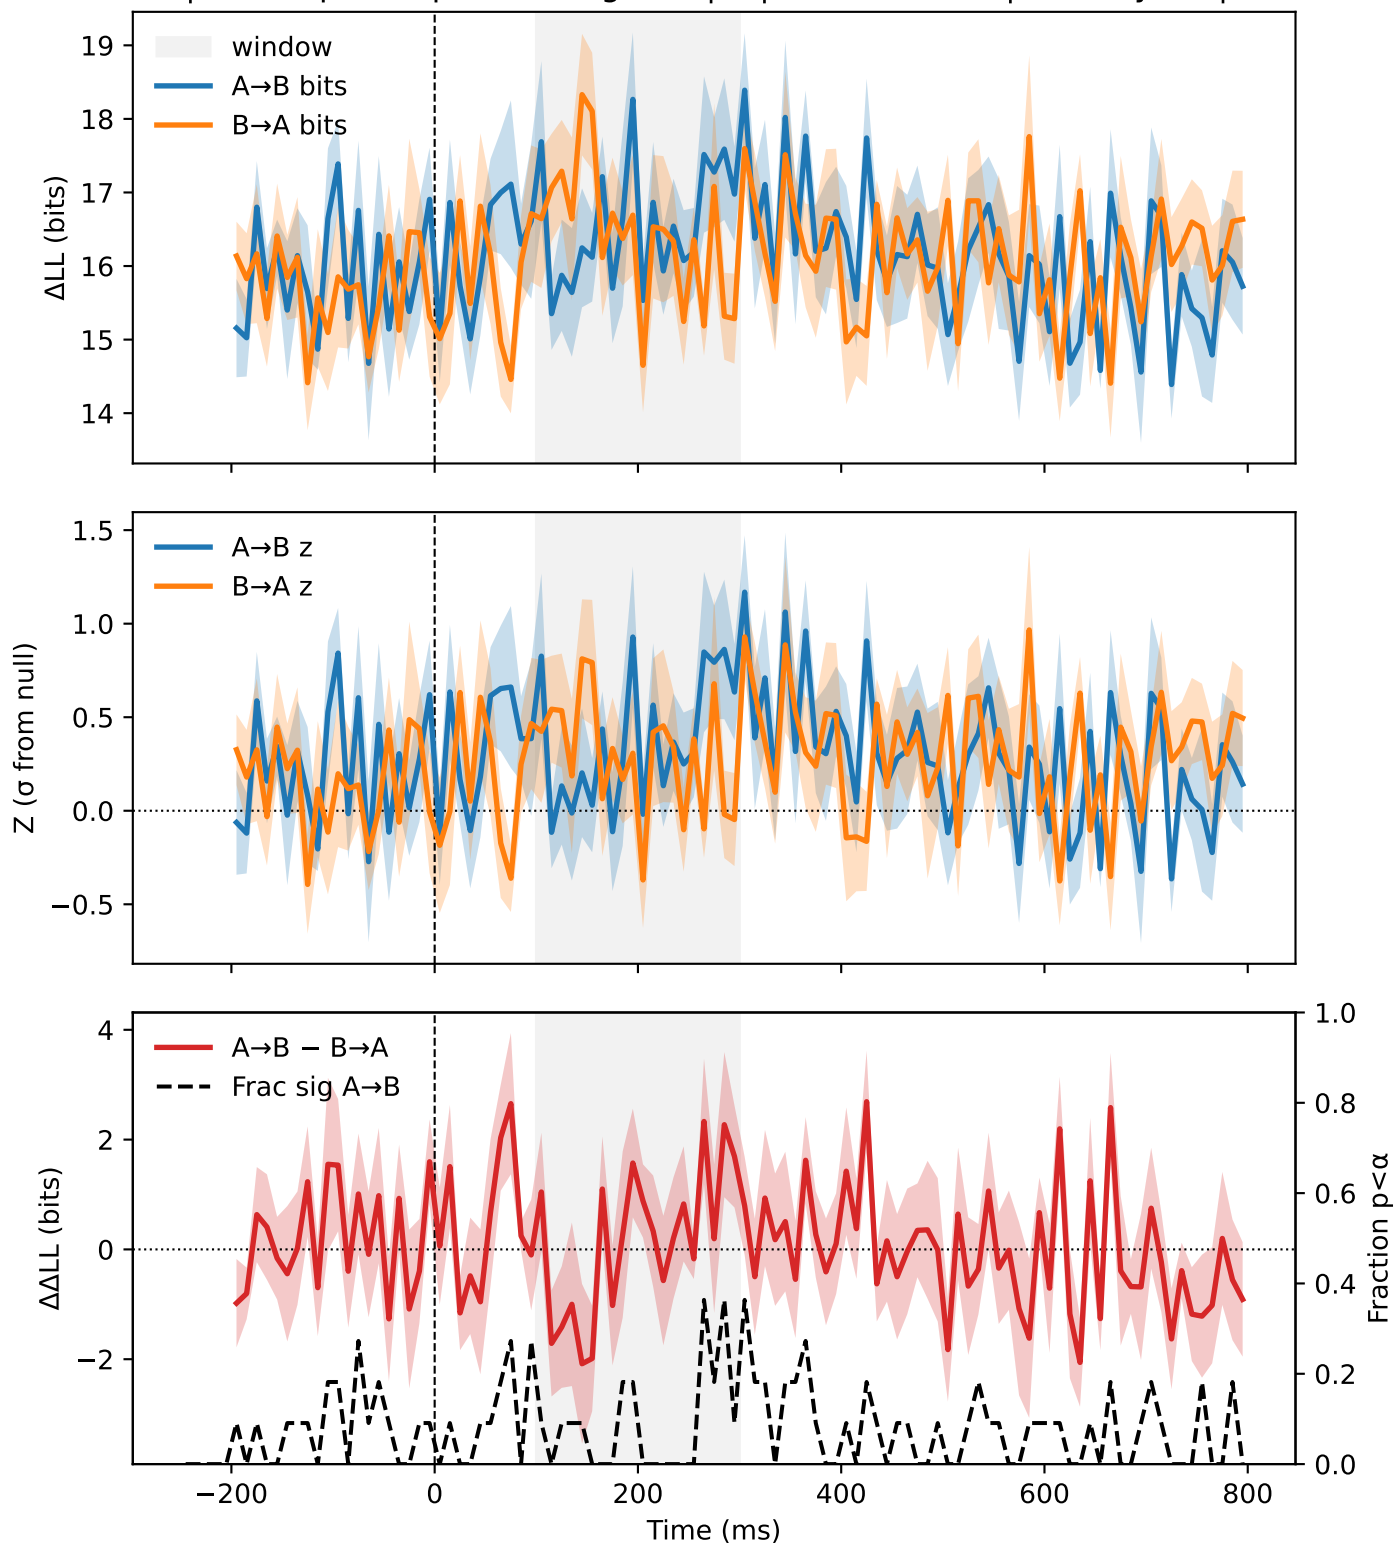 19
18
17
16
15
14
ΔLL (bits)
window
A→B bits
B→A bits
1.5
1.0
0.5
0.0
−0.5
Z (σ from null)
A→B z
B→A z
4
2
0
−2
ΔΔLL (bits)
A→B − B→A
Frac sig A→B
1.0
0.8
0.6
0.4
0.2
0.0
Fraction p<α
−200
0
200
400
600
800
Time (ms)